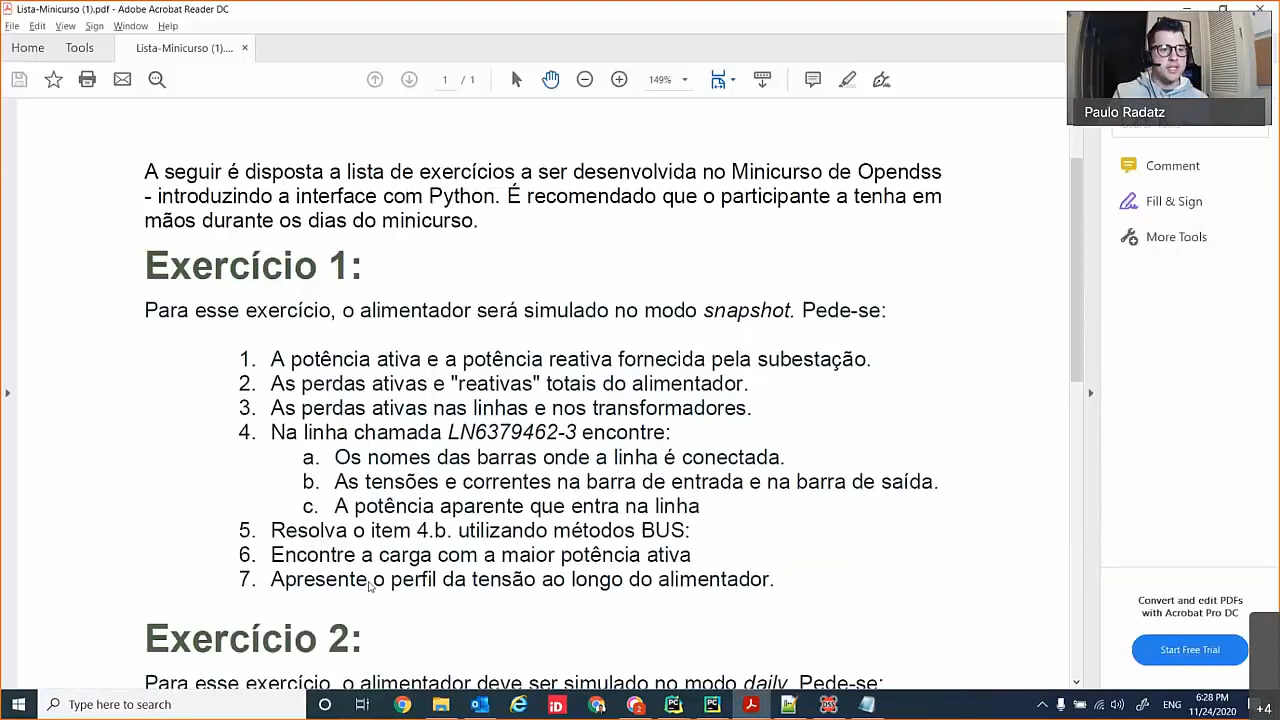 Lista-Minicurso (1).pdf - Adobe Acrobat Reader DC
File Edit View Sign Window Help
Home Tools Lista-Minicurso (1).... ×
1 / 1 149%
Paulo Radatz
Comment
Fill & Sign
More Tools
A seguir é disposta a lista de exercícios a ser desenvolvida no Minicurso de Opendss
- introduzindo a interface com Python. É recomendado que o participante a tenha em
mãos durante os dias do minicurso.
Exercício 1:
Para esse exercício, o alimentador será simulado no modo snapshot. Pede-se:
1. A potência ativa e a potência reativa fornecida pela subestação.
2. As perdas ativas e "reativas" totais do alimentador.
3. As perdas ativas nas linhas e nos transformadores.
4. Na linha chamada LN6379462-3 encontre:
a. Os nomes das barras onde a linha é conectada.
b. As tensões e correntes na barra de entrada e na barra de saída.
c. A potência aparente que entra na linha
5. Resolva o item 4.b. utilizando métodos BUS:
6. Encontre a carga com a maior potência ativa
7. Apresente o perfil da tensão ao longo do alimentador.
Exercício 2:
Para esse exercício, o alimentador deve ser simulado no modo daily. Pede-se:
Convert and edit PDFs
with Acrobat Pro DC
Start Free Trial
Type here to search
iD
PC
PC
DSS
ENG
6:28 PM
11/24/2020
+4